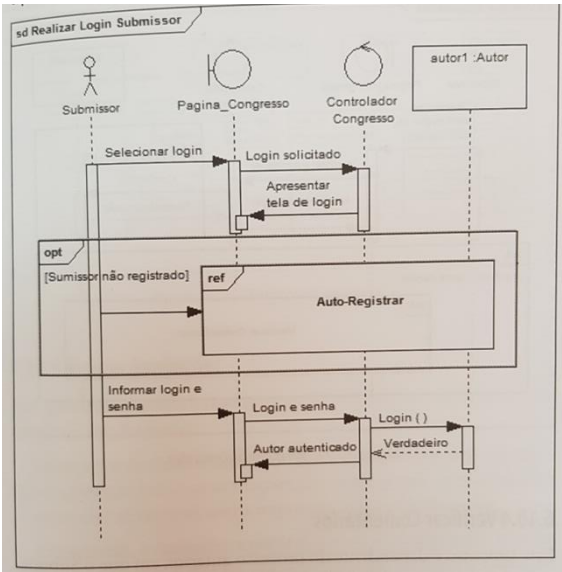 sd Realizar Login Submissor
Submissor
Pagina_Congresso
Controlador
Congresso
autor1 :Autor
Selecionar login
Login solicitado
Apresentar
tela de login
opt
[Sumissor não registrado]
ref
Auto-Registrar
Informar login e
senha
Login e senha
Login ( )
Verdadeiro
Autor autenticado